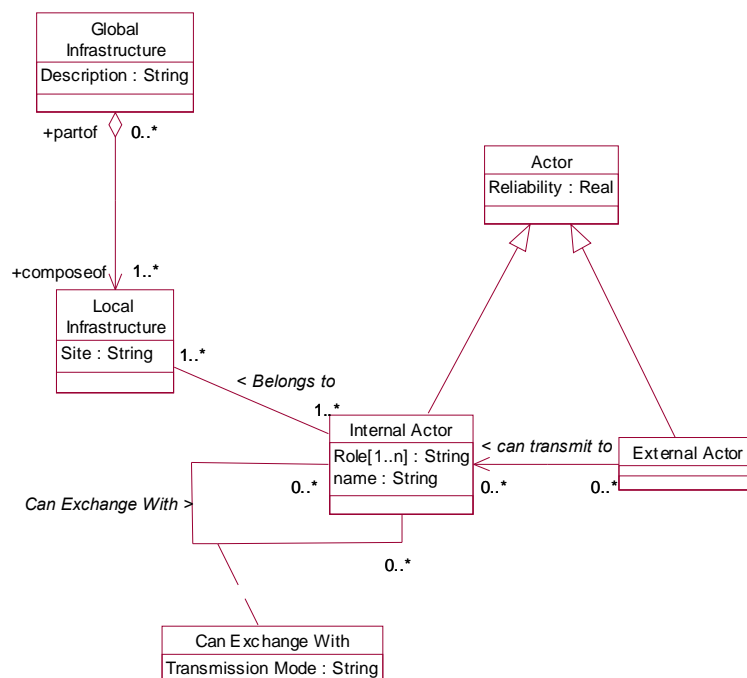 Global
Infrastructure
Description : String
+partof
0..*
Actor
Reliability : Real
+composeof
1..*
Local
Infrastructure
Site : String
1..*
< Belongs to
1..*
Internal Actor
Role[1..n] : String
name : String
< can transmit to
External Actor
0..*
0..*
0..*
Can Exchange With >
0..*
Can Exchange With
Transmission Mode : String